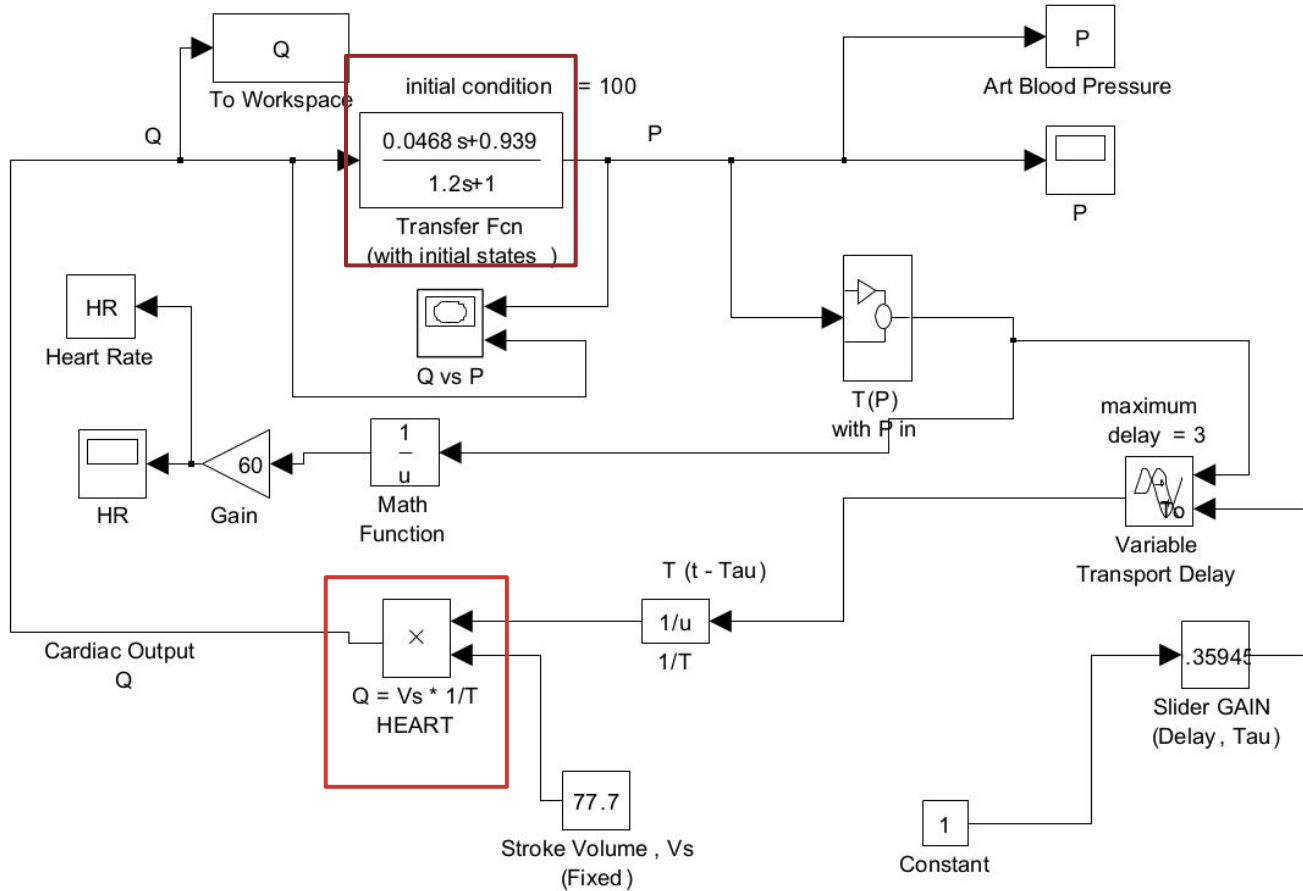 Q
To Workspace
initial condition = 100
0.0468 s+0.939
1.2s+1
Transfer Fcn
(with initial states )
Q
P
P
Art Blood Pressure
P
HR
Heart Rate
Q vs P
T(P)
with P in
maximum
delay = 3
To
Variable
Transport Delay
HR
60
Gain
1
u
Math
Function
T (t - Tau)
1/u
1/T
×
Q = Vs * 1/T
HEART
Cardiac Output
Q
.35945
Slider GAIN
(Delay , Tau)
77.7
Stroke Volume , Vs
(Fixed )
1
Constant